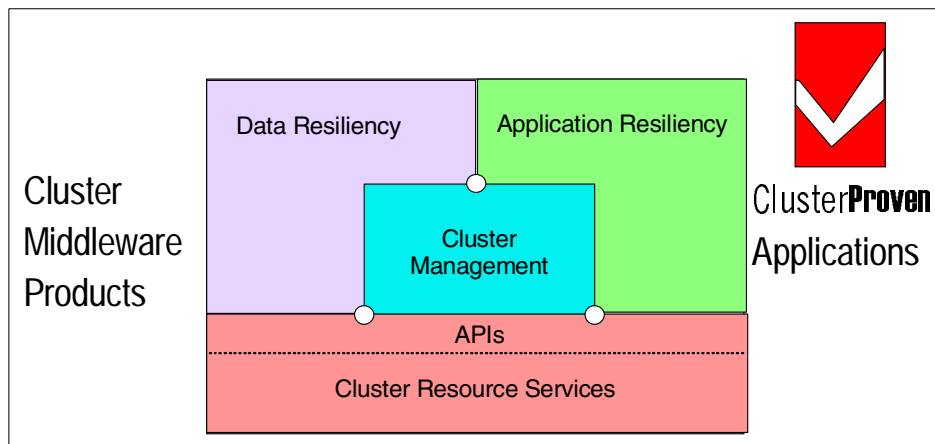 Data Resiliency
Application Resiliency
Cluster
Middleware
Products
Cluster
Management
ClusterProven
Applications
APIs
Cluster Resource Services